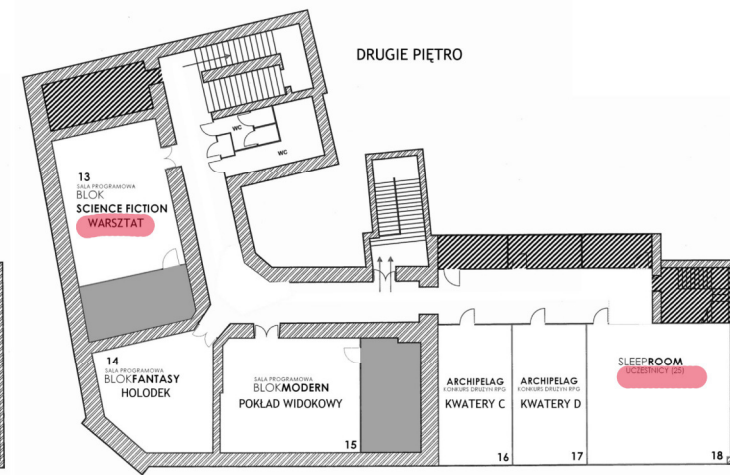 DRUGIE PIĘTRO
WC
WC
13
SALA PROGRAMOWA
BLOK
SCIENCE FICTION
WARSZTAT
14
SALA PROGRAMOWA
BLOKFANTASY
HOLODEK
SALA PROGRAMOWA
BLOKMODERN
POKŁAD WIDOKOWY
15
ARCHIPELAG
KONKURS DRUŻYN RPG
KWATERY C
16
ARCHIPELAG
KONKURS DRUŻYN RPG
KWATERY D
17
SLEEPROOM
UCZESTNICY (25)
18